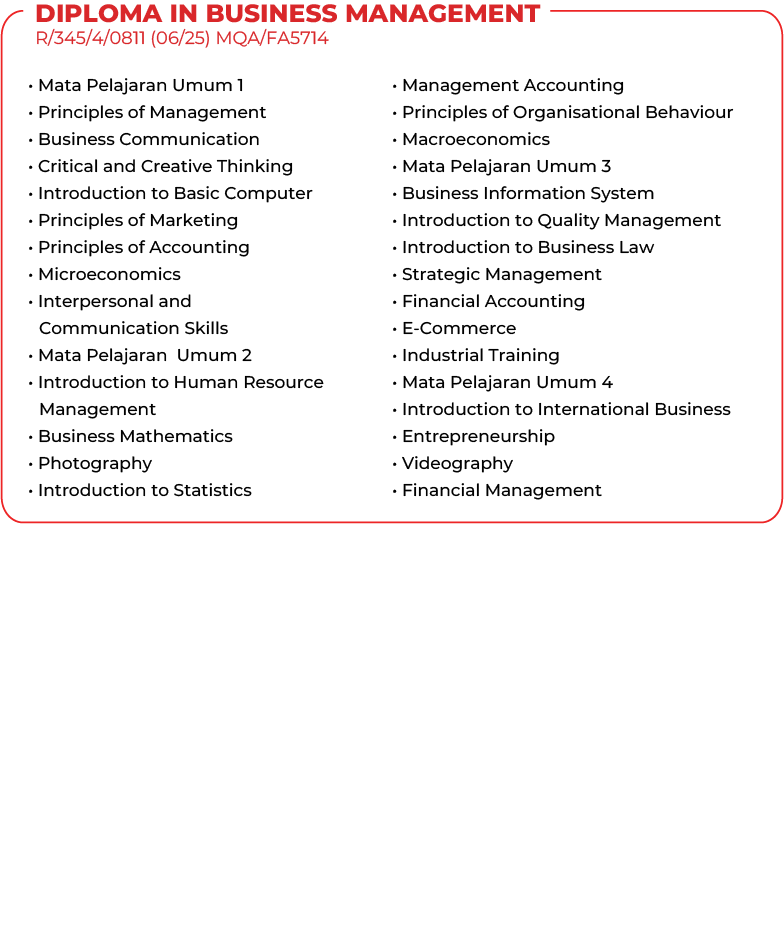 DIPLOMA IN BUSINESS MANAGEMENT
R/345/4/0811 (06/25) MQA/FA5714
• Mata Pelajaran Umum 1
• Principles of Management
• Business Communication
• Critical and Creative Thinking
• Introduction to Basic Computer
• Principles of Marketing
• Principles of Accounting
• Microeconomics
• Interpersonal and
Communication Skills
• Mata Pelajaran  Umum 2
• Introduction to Human Resource
Management
• Business Mathematics
• Photography
• Introduction to Statistics
• Management Accounting
• Principles of Organisational Behaviour
• Macroeconomics
• Mata Pelajaran Umum 3
• Business Information System
• Introduction to Quality Management
• Introduction to Business Law
• Strategic Management
• Financial Accounting
• E-Commerce
• Industrial Training
• Mata Pelajaran Umum 4
• Introduction to International Business
• Entrepreneurship
• Videography
• Financial Management